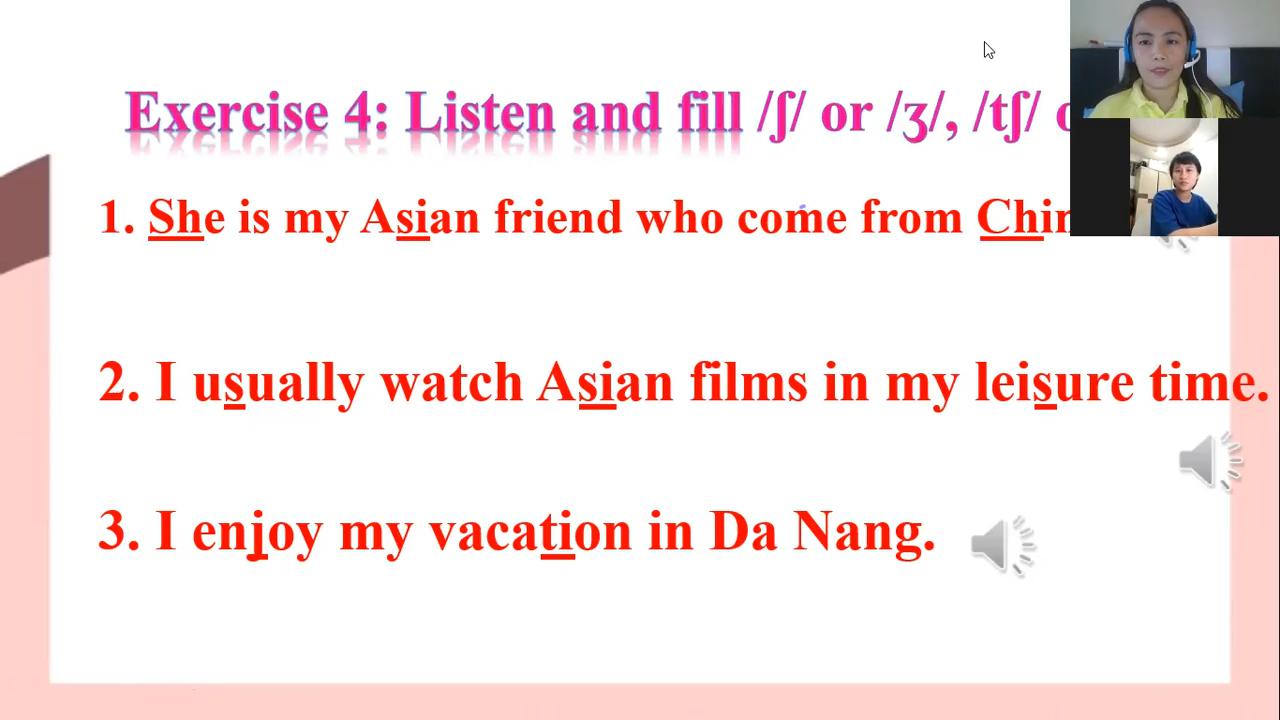 Exercise 4: Listen and fill /ʃ/ or /ʒ/, /tʃ/
1. She is my Asian friend who come from
2. I usually watch Asian films in my leisure time.
3. I enjoy my vacation in Da Nang.